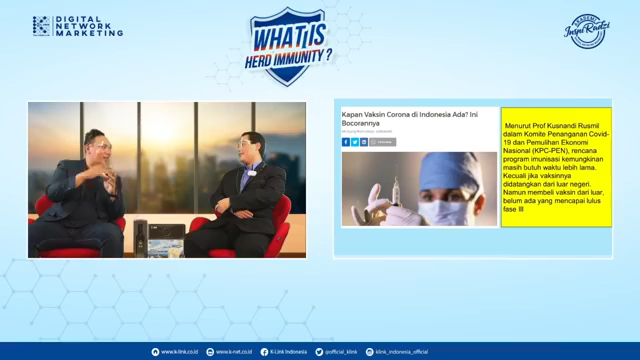 DIGITAL
NETWORK
MARKETING
WHAT IS
HERD IMMUNITY ?
AKADEMI
Inspi Radzi
Kapan Vaksin Corona di Indonesia Ada? Ini
Bocorannya
Menurut Prof Kusnandi Rusmil
dalam Komite Penanganan Covid-
19 dan Pemulihan Ekonomi
Nasional (KPC-PEN), rencana
program imunisasi kemungkinan
masih butuh waktu lebih lama.
Kecuali jika vaksinnya
didatangkan dari luar negeri.
Namun membeli vaksin dari luar,
belum ada yang mencapai lulus
fase III
www.k-link.co.id
www.k-net.co.id
K-Link Indonesia
@official_klink
klink_indonesia_official